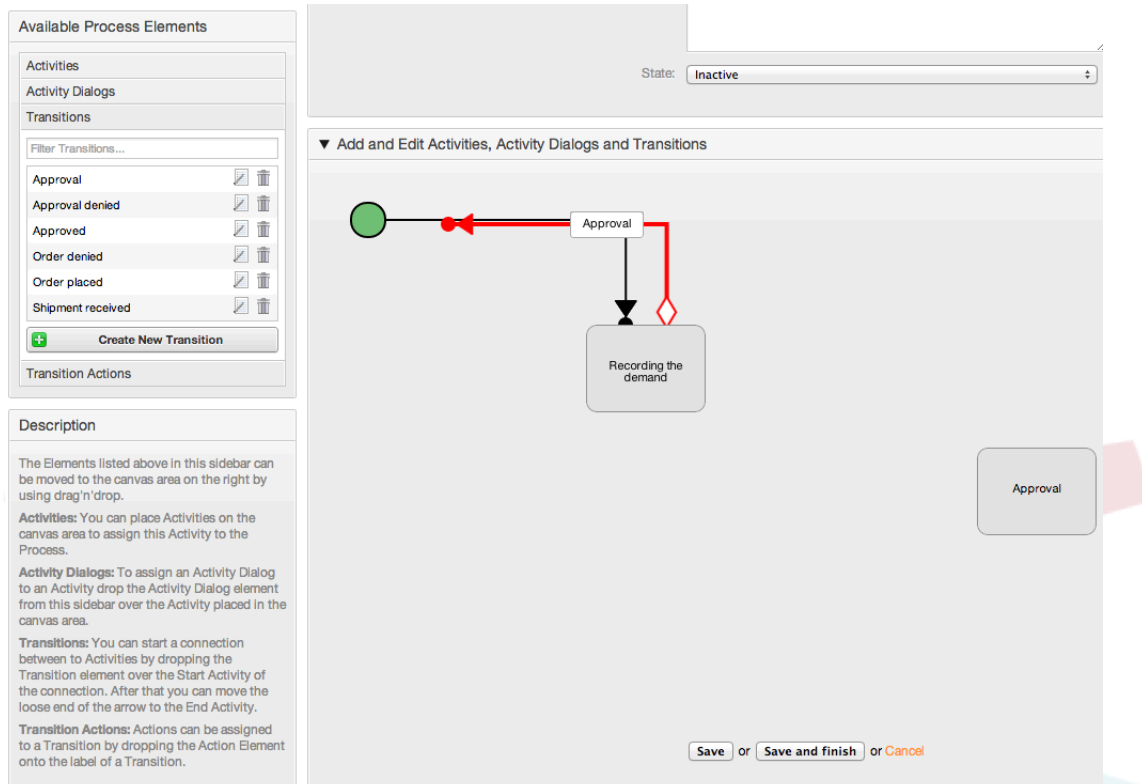 Available Process Elements
Activities
Activity Dialogs
Transitions
Filter Transitions...
Approval
Approval denied
Approved
Order denied
Order placed
Shipment received
Create New Transition
Transition Actions
Description
The Elements listed above in this sidebar can
be moved to the canvas area on the right by
using drag'n'drop.
Activities: You can place Activities on the
canvas area to assign this Activity to the
Process.
Activity Dialogs: To assign an Activity Dialog
to an Activity drop the Activity Dialog element
from this sidebar over the Activity placed in the
canvas area.
Transitions: You can start a connection
between to Activities by dropping the
Transition element over the Start Activity of
the connection. After that you can move the
loose end of the arrow to the End Activity.
Transition Actions: Actions can be assigned
to a Transition by dropping the Action Element
onto the label of a Transition.
State: Inactive
▼ Add and Edit Activities, Activity Dialogs and Transitions
Approval
Recording the
demand
Approval
Save or Save and finish or Cancel